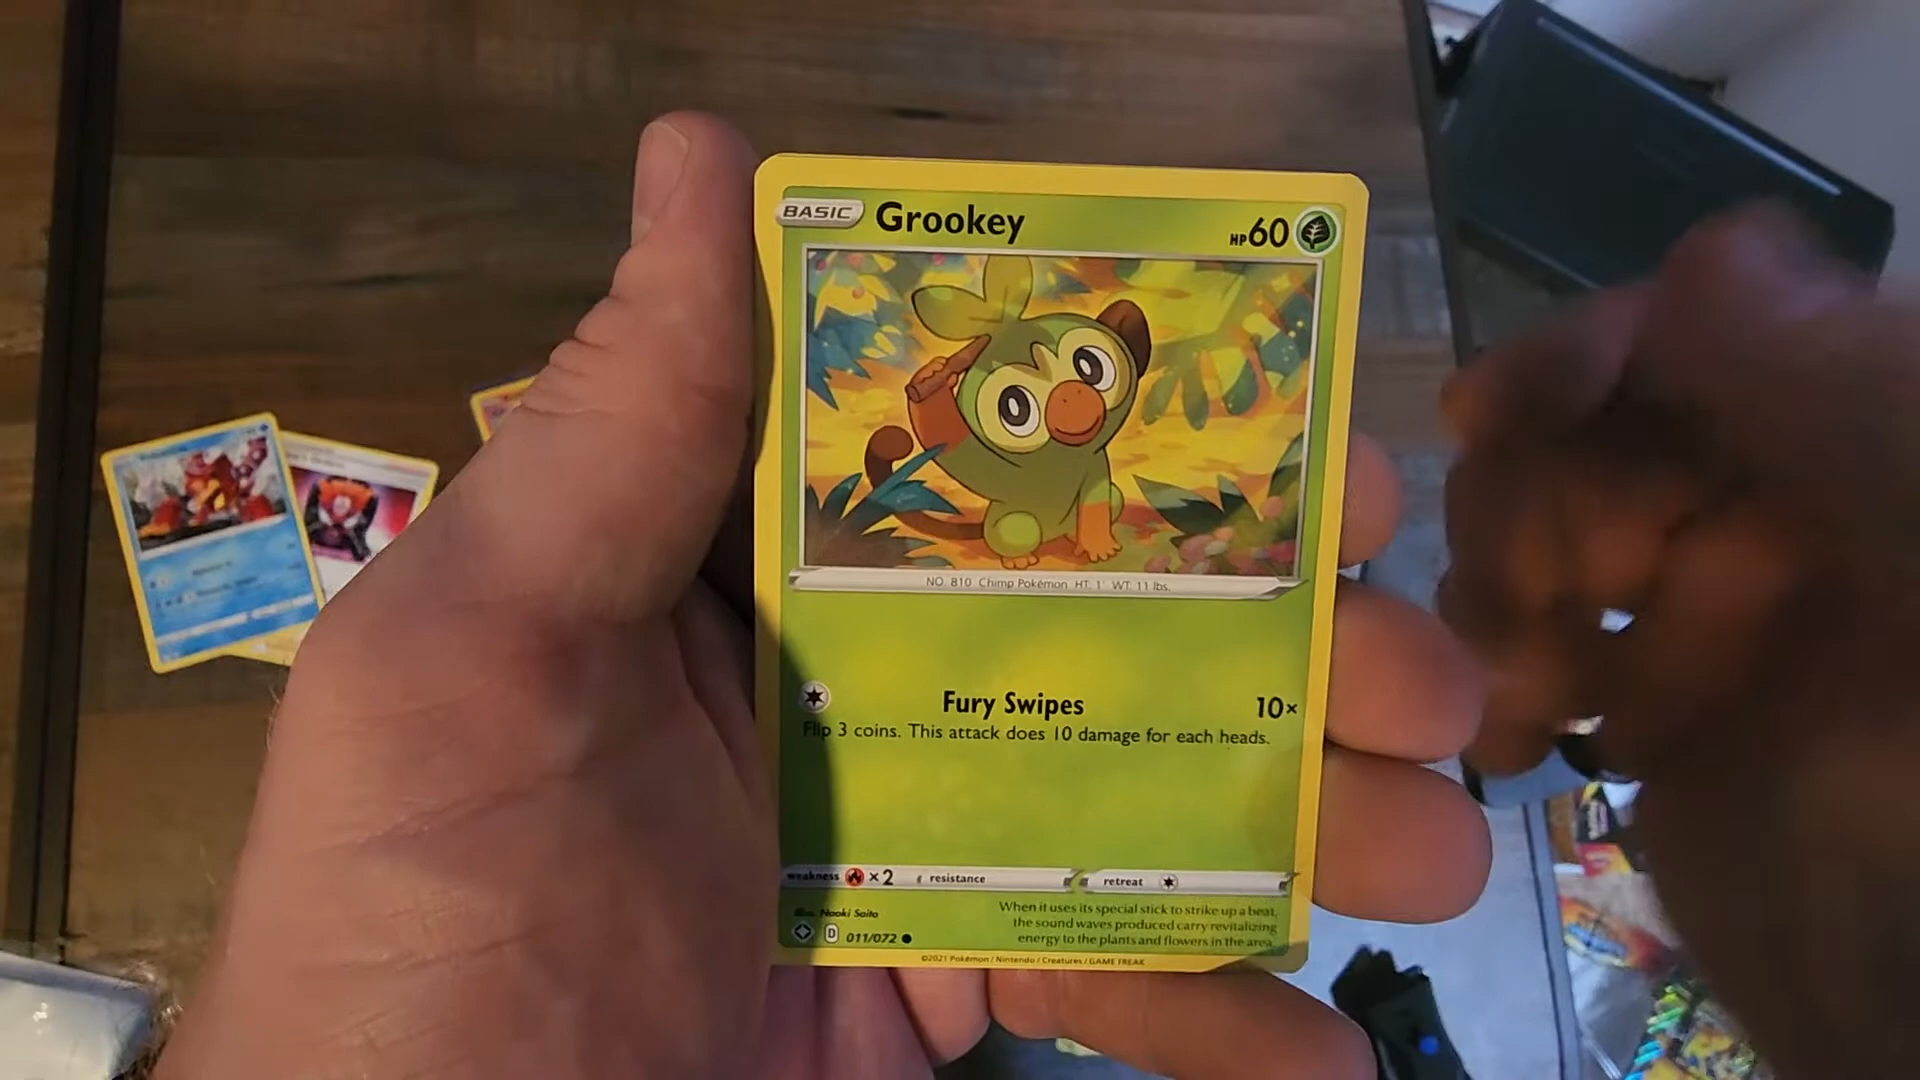 BASIC Grookey HP60
NO. 810 Chimp Pokémon HT: 1' WT: 11 lbs.
Fury Swipes 10×
Flip 3 coins. This attack does 10 damage for each heads.
weakness ×2 resistance retreat
Illus. Naoki Saito
When it uses its special stick to strike up a beat,
the sound waves produced carry revitalizing
energy to the plants and flowers in the area.
D 011/072
©2021 Pokémon / Nintendo / Creatures / GAME FREAK